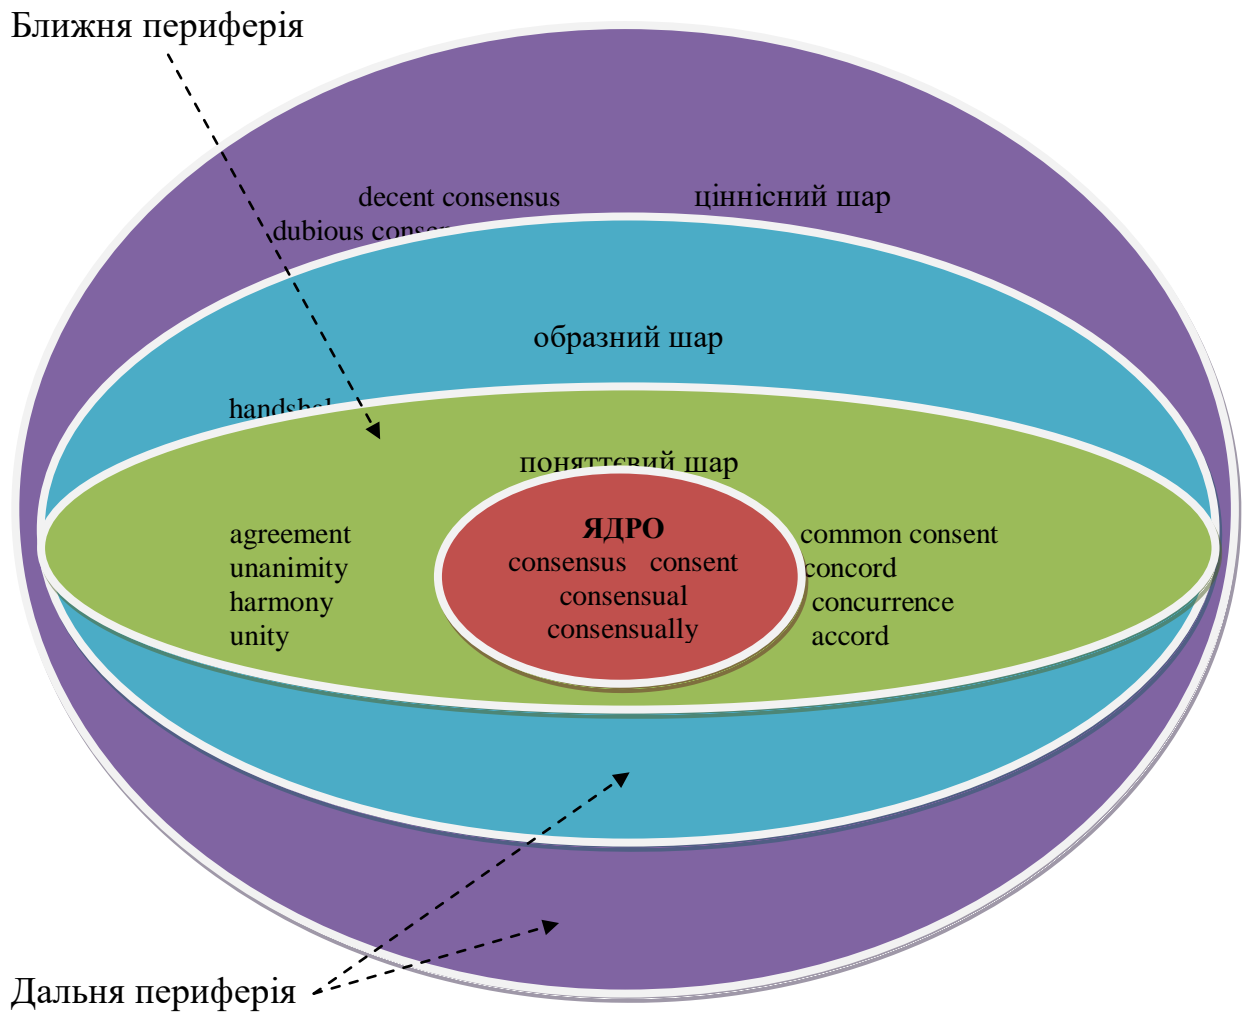 Ближня периферія
decent consensus
ціннісний шар
dubious
образний шар
поняттєвий шар
agreement
unanimity
harmony
unity
ЯДРО
consensus consent
consensual
consensually
common consent
concord
concurrence
accord
Дальня периферія